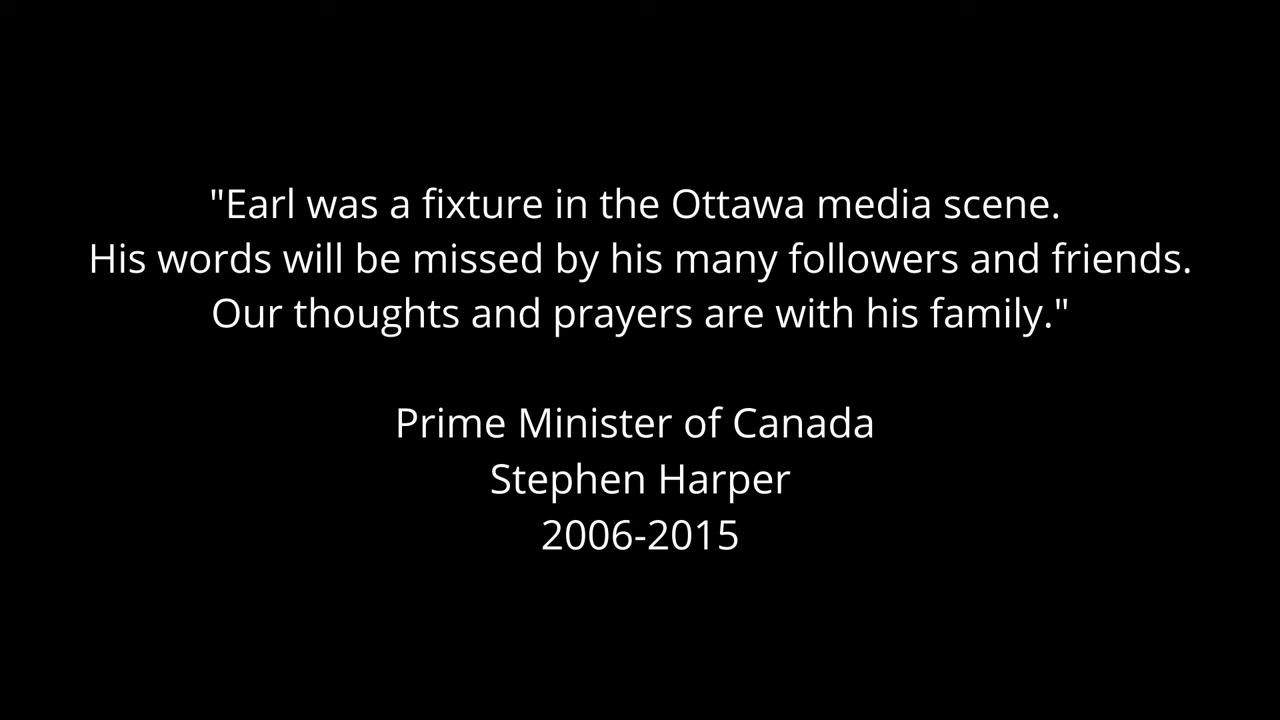 "Earl was a fixture in the Ottawa media scene.
His words will be missed by his many followers and friends.
Our thoughts and prayers are with his family."
Prime Minister of Canada
Stephen Harper
2006-2015